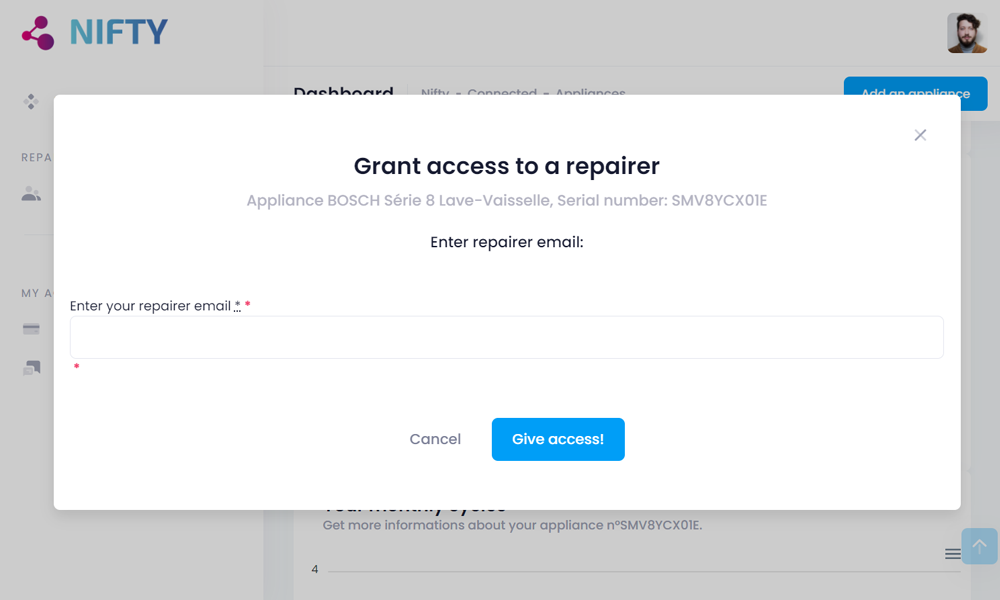 NIFTY
Dashboard
Nifty - Connected - Appliances
Add an appliance
REPA
MY A
Grant access to a repairer
Appliance BOSCH Série 8 Lave-Vaisselle, Serial number: SMV8YCX01E
Enter repairer email:
Enter your repairer email * *
*
Cancel
Give access!
Your monthly cycles
Get more informations about your appliance n°SMV8YCX01E.
4